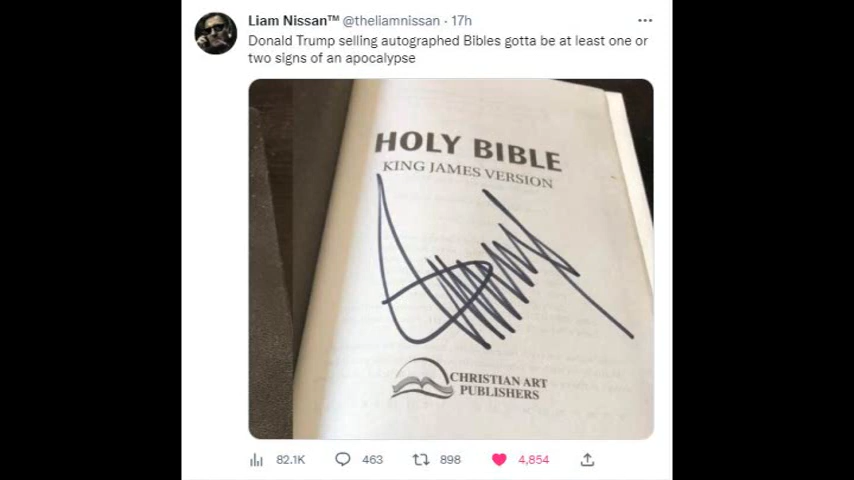 Liam Nissan™ @theliamnissan · 17h
Donald Trump selling autographed Bibles gotta be at least one or
two signs of an apocalypse
HOLY BIBLE
KING JAMES VERSION
CHRISTIAN ART
PUBLISHERS
82.1K 463 898 4,854